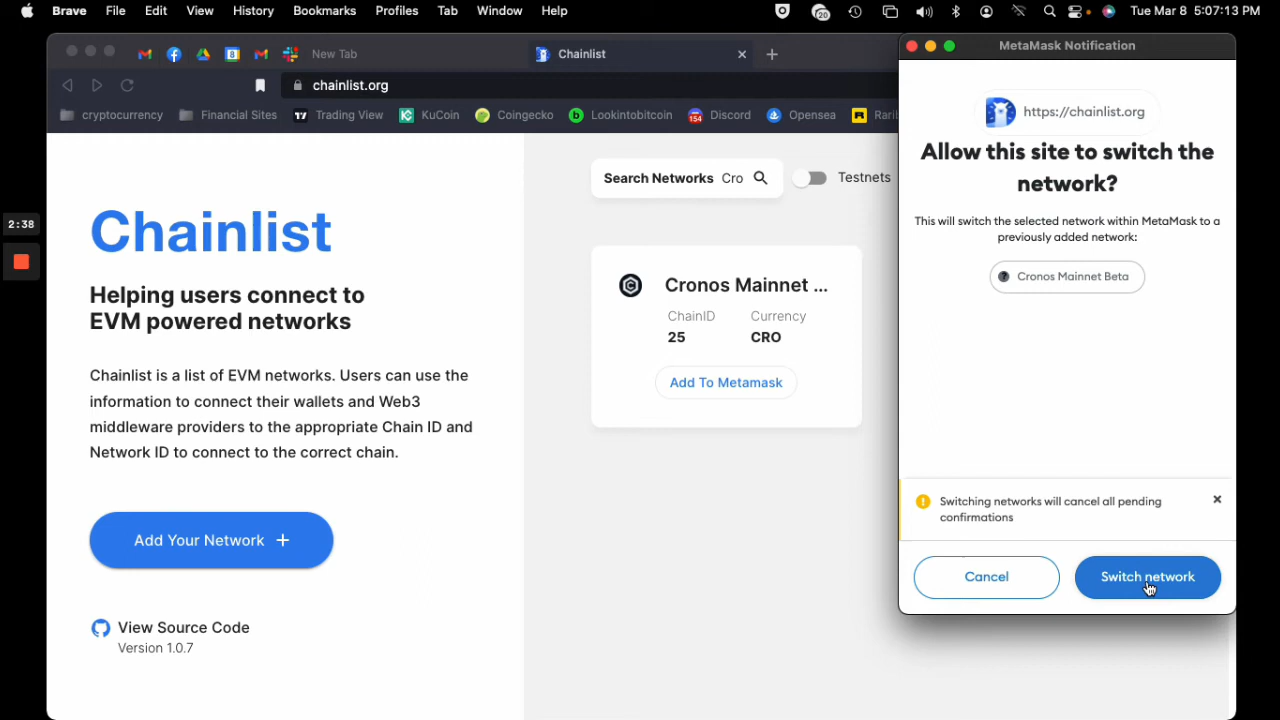 Brave File Edit View History Bookmarks Profiles Tab Window Help
20
Tue Mar 8 5:07:13 PM
New Tab
Chainlist
chainlist.org
cryptocurrency
Financial Sites
Trading View
KuCoin
Coingecko
Lookintobitcoin
154
Discord
Opensea
2:38
Chainlist
Helping users connect to
EVM powered networks
Chainlist is a list of EVM networks. Users can use the
information to connect their wallets and Web3
middleware providers to the appropriate Chain ID and
Network ID to connect to the correct chain.
Add Your Network +
View Source Code
Version 1.0.7
Search Networks Cro
Testnets
Cronos Mainnet ...
ChainID
Currency
25
CRO
Add To Metamask
MetaMask Notification
https://chainlist.org
Allow this site to switch the
network?
This will switch the selected network within MetaMask to a
previously added network:
? Cronos Mainnet Beta
Switching networks will cancel all pending
confirmations
Cancel
Switch network